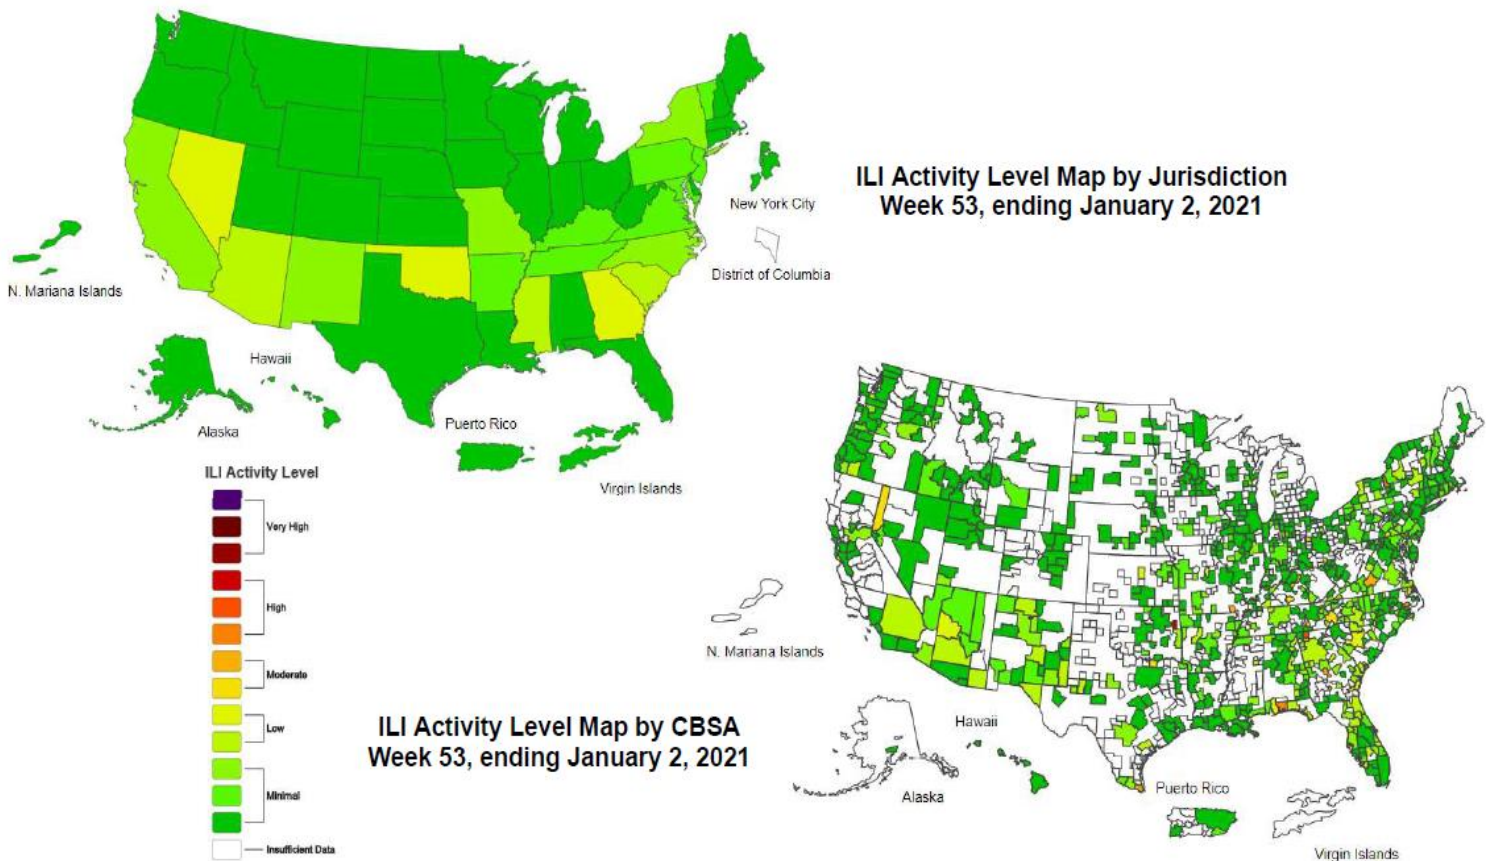 New York City
ILI Activity Level Map by Jurisdiction
Week 53, ending January 2, 2021
District of Columbia
N. Mariana Islands
Hawaii
Alaska
Puerto Rico
Virgin Islands
ILI Activity Level
Very High
High
Moderate
Low
Minimal
Insufficient Data
ILI Activity Level Map by CBSA
Week 53, ending January 2, 2021
N. Mariana Islands
Hawaii
Alaska
Puerto Rico
Virgin Islands